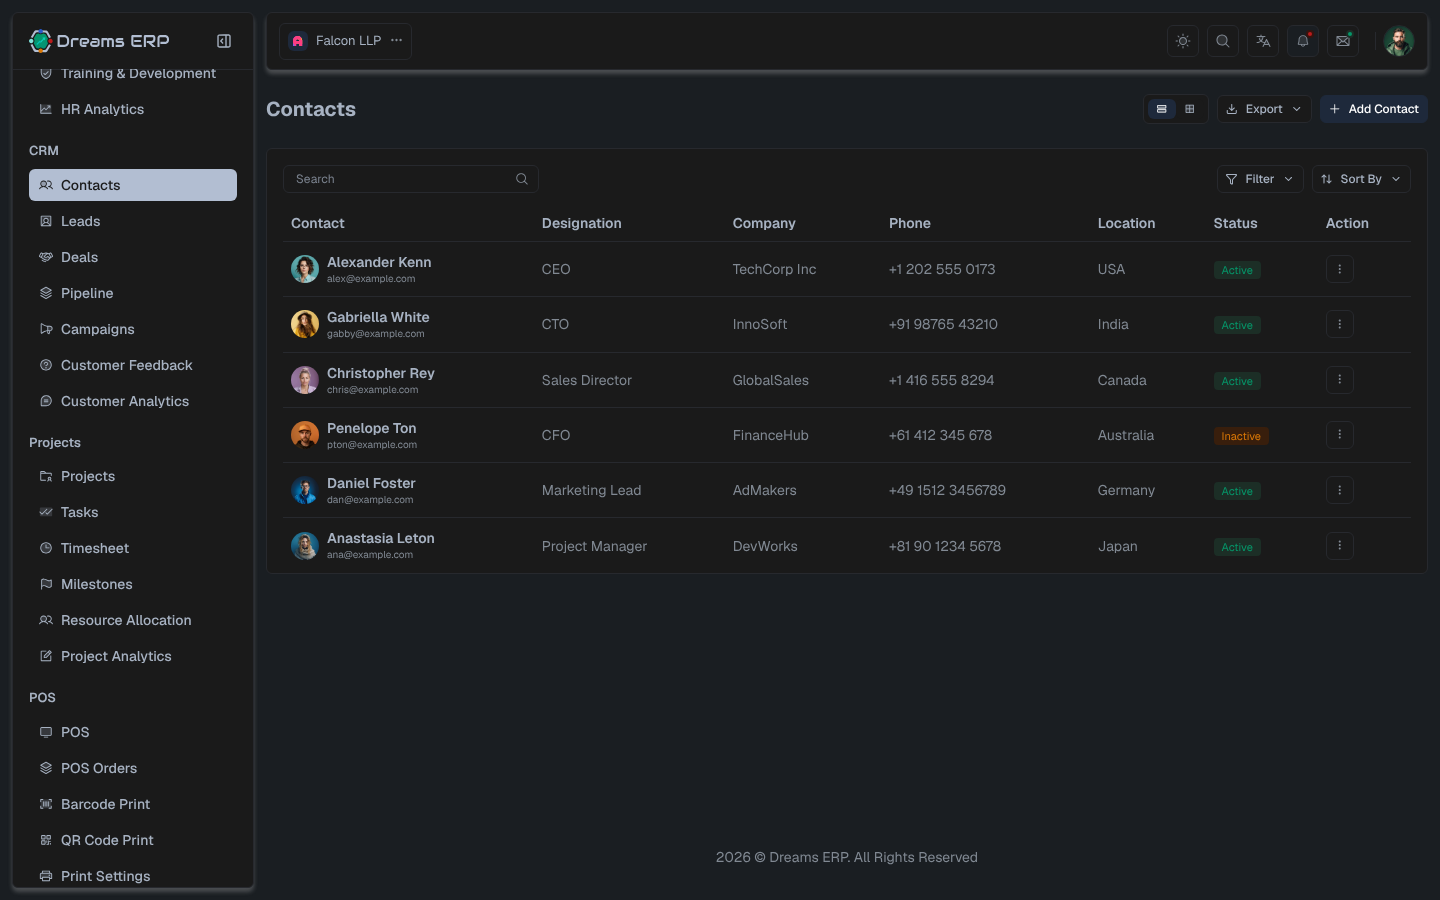 Dreams ERP
Training & Development
HR Analytics
CRM
Contacts
Leads
Deals
Pipeline
Campaigns
Customer Feedback
Customer Analytics
Projects
Projects
Tasks
Timesheet
Milestones
Resource Allocation
Project Analytics
POS
POS
POS Orders
Barcode Print
QR Code Print
Print Settings
Falcon LLP
Contacts
Export
Add Contact
Search
Filter
Sort By
Contact Designation Company Phone Location Status Action
Alexander Kenn
alex@example.com
CEO TechCorp Inc +1 202 555 0173 USA Active
Gabriella White
gabby@example.com
CTO InnoSoft +91 98765 43210 India Active
Christopher Rey
chris@example.com
Sales Director GlobalSales +1 416 555 8294 Canada Active
Penelope Ton
pton@example.com
CFO FinanceHub +61 412 345 678 Australia Inactive
Daniel Foster
dan@example.com
Marketing Lead AdMakers +49 1512 3456789 Germany Active
Anastasia Leton
ana@example.com
Project Manager DevWorks +81 90 1234 5678 Japan Active
2026 © Dreams ERP. All Rights Reserved